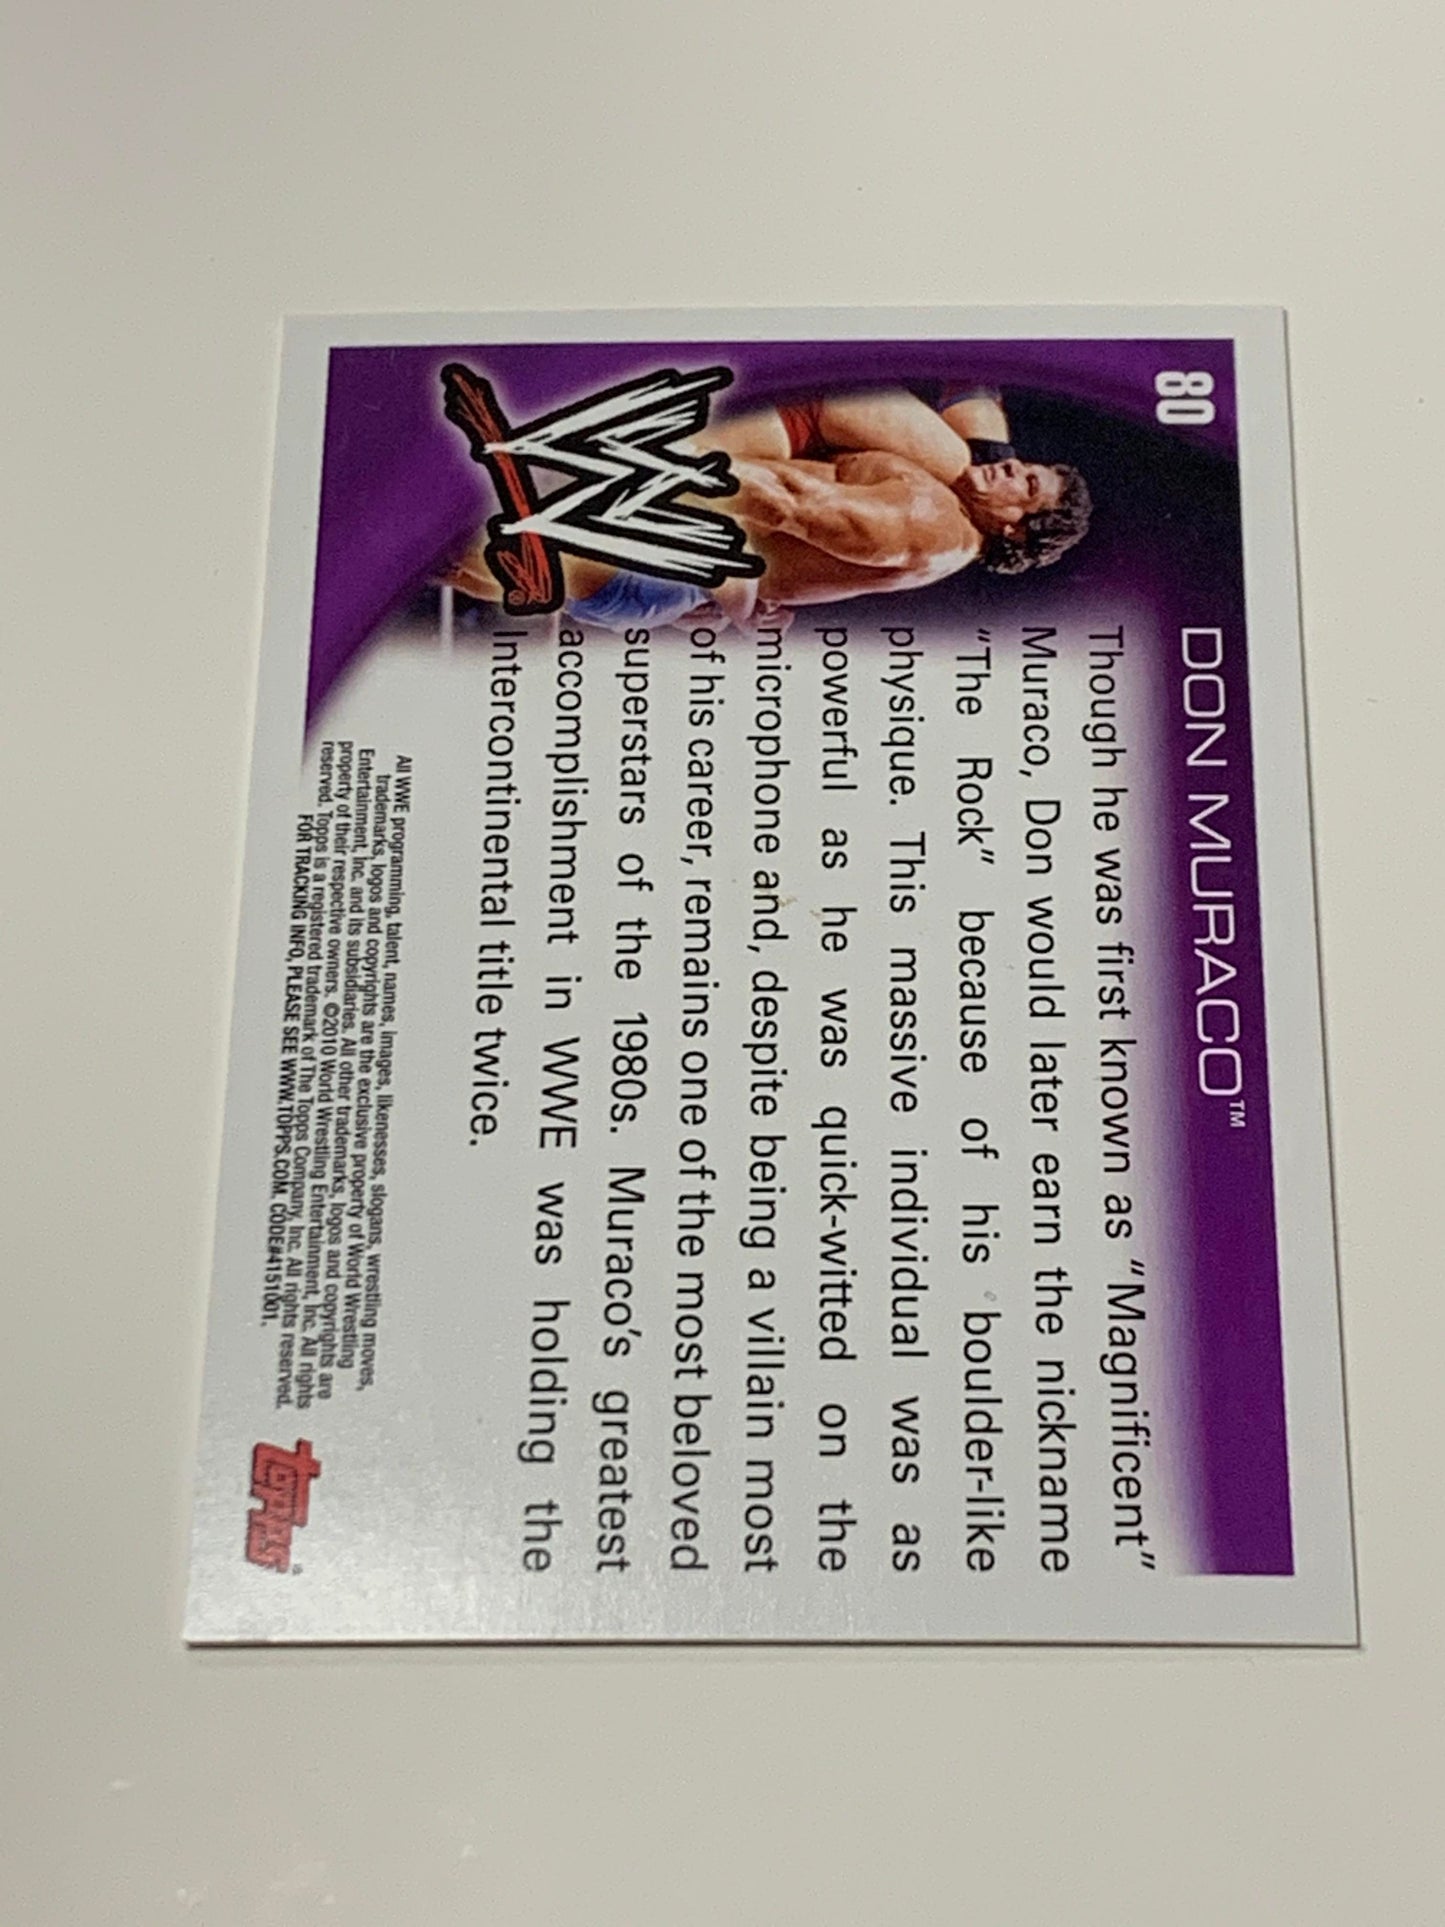 80
DON MURACO™
Though he was first known as "Magnificent"
Muraco, Don would later earn the nickname
"The Rock" because of his boulder-like
physique. This massive individual was as
powerful as he was quick-witted on the
microphone and, despite being a villain most
of his career, remains one of the most beloved
superstars of the 1980s. Muraco's greatest
accomplishment in WWE was holding the
Intercontinental title twice.
W
®
All WWE programming, talent, names, images, likenesses, slogans, wrestling moves,
trademarks, logos and copyrights are the exclusive property of World Wrestling
Entertainment, Inc. and its subsidiaries. All other trademarks, logos and copyrights are
property of their respective owners. ©2010 World Wrestling Entertainment, Inc. All rights
reserved. Topps is a registered trademark of The Topps Company, Inc. All rights reserved.
FOR TRACKING INFO, PLEASE SEE WWW.TOPPS.COM. CODE#4151001.
topps®